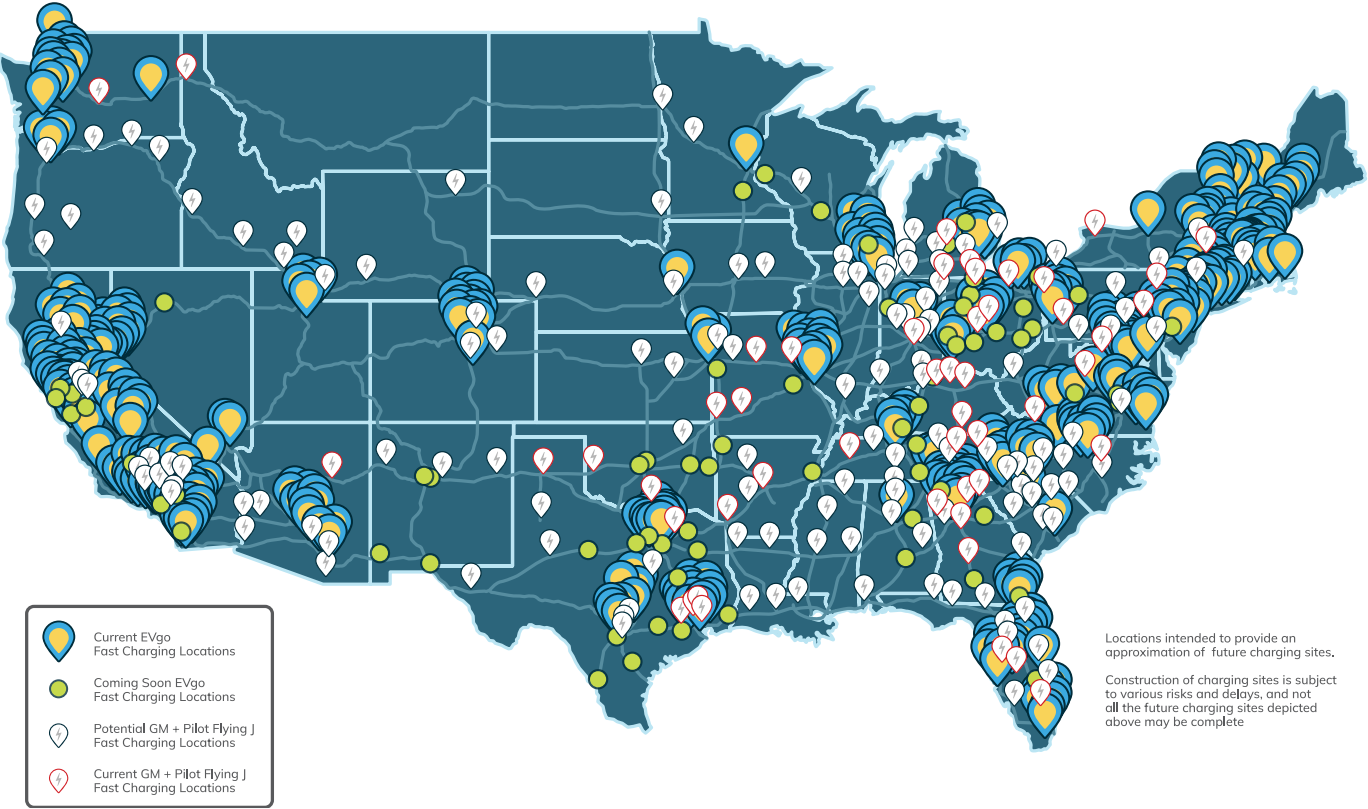 Current EVgo
Fast Charging Locations
Coming Soon EVgo
Fast Charging Locations
Potential GM + Pilot Flying J
Fast Charging Locations
Current GM + Pilot Flying J
Fast Charging Locations
Locations intended to provide an
approximation of future charging sites.
Construction of charging sites is subject
to various risks and delays, and not
all the future charging sites depicted
above may be complete